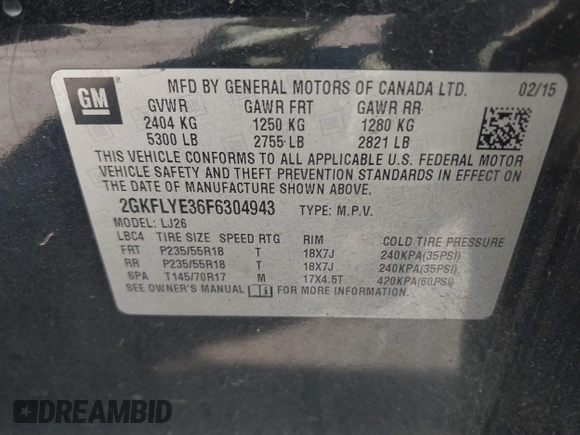 GM
MFD BY GENERAL MOTORS OF CANADA LTD. 02/15
GVWR GAWR FRT GAWR RR
2404 KG 1250 KG 1280 KG
5300 LB 2755 LB 2821 LB
THIS VEHICLE CONFORMS TO ALL APPLICABLE U.S. FEDERAL MOTOR
VEHICLE SAFETY AND THEFT PREVENTION STANDARDS IN EFFECT ON
THE DATE OF MANUFACTURE SHOWN ABOVE.
2GKFLYE36F6304943 TYPE: M.P.V.
MODEL: LJ26
LBC4 TIRE SIZE SPEED RTG RIM COLD TIRE PRESSURE
FRT P235/55R18 T 18X7J 240KPA(35PSI)
RR P235/55R18 T 18X7J 240KPA(35PSI)
SPA T145/70R17 M 17X4.5T 420KPA(60PSI)
SEE OWNER'S MANUAL FOR MORE INFORMATION.
DREAMBID